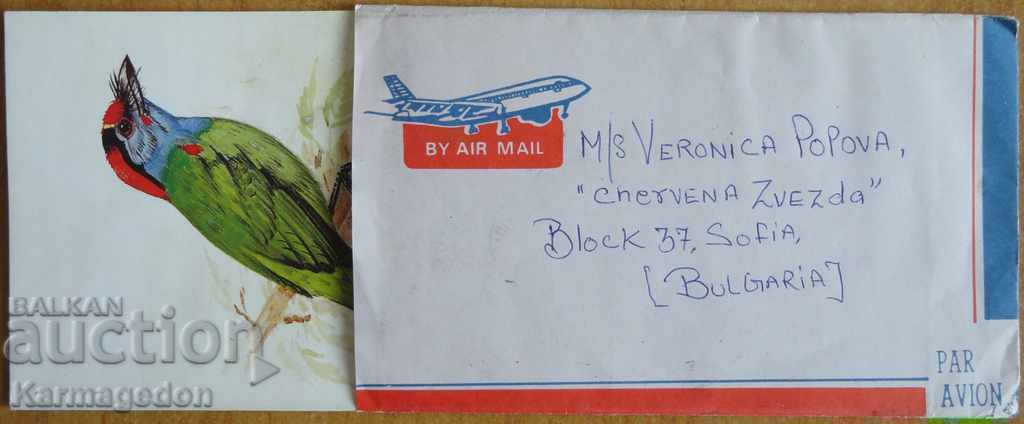 BY AIR MAIL
M/S VERONICA POPOVA,
"CHERVENA ZVEZda"
BLOCK 37, SOFIA,
[BULGARIA]
PAR
AVION
BALKAN
auction
Karmagedon